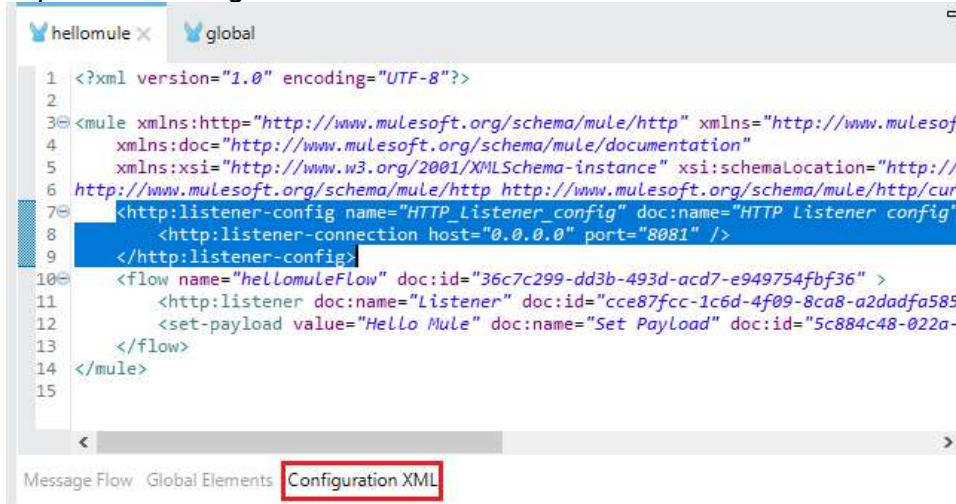 hellomule global
1 <?xml version="1.0" encoding="UTF-8"?>
2
3 <mule xmlns:http="http://www.mulesoft.org/schema/mule/http" xmlns="http://www.mulesof
4 xmlns:doc="http://www.mulesoft.org/schema/mule/documentation"
5 xmlns:xsi="http://www.w3.org/2001/XMLSchema-instance" xsi:schemaLocation="http://
6 http://www.mulesoft.org/schema/mule/http http://www.mulesoft.org/schema/mule/http/cur
7 <http:listener-config name="HTTP_Listener_config" doc:name="HTTP Listener config"
8 <http:listener-connection host="0.0.0.0" port="8081" />
9 </http:listener-config>
10 <flow name="hellomuleFlow" doc:id="36c7c299-dd3b-493d-acd7-e949754fbf36" >
11 <http:listener doc:name="Listener" doc:id="cce87fcc-1c6d-4f09-8ca8-a2dadfa585
12 <set-payload value="Hello Mule" doc:name="Set Payload" doc:id="5c884c48-022a-
13 </flow>
14 </mule>
15
Message Flow Global Elements Configuration XML